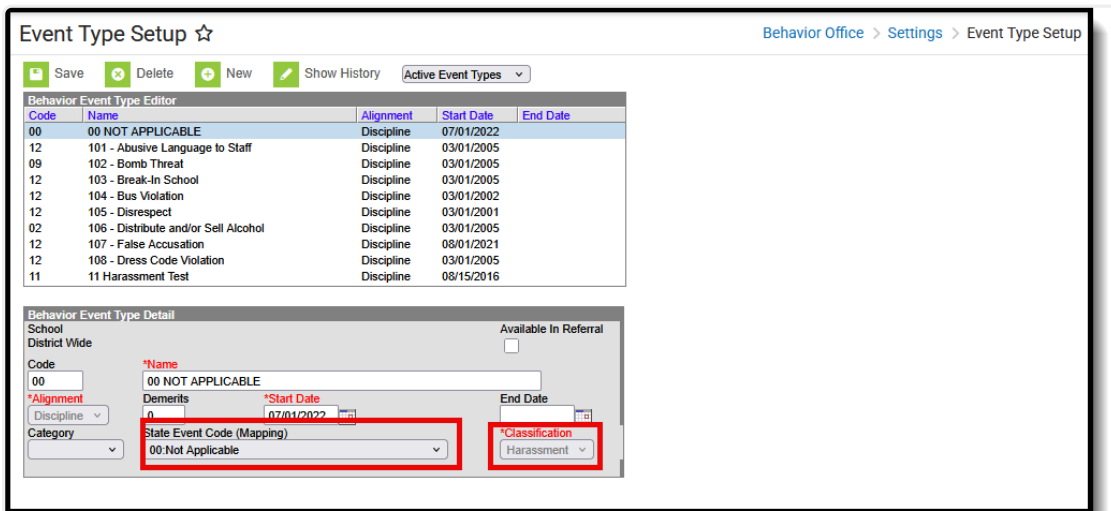 Event Type Setup ☆
Behavior Office > Settings > Event Type Setup
Save Delete New Show History Active Event Types
Behavior Event Type Editor
Code Name Alignment Start Date End Date
00 00 NOT APPLICABLE Discipline 07/01/2022
12 101 - Abusive Language to Staff Discipline 03/01/2005
09 102 - Bomb Threat Discipline 03/01/2005
12 103 - Break-In School Discipline 03/01/2005
12 104 - Bus Violation Discipline 03/01/2002
12 105 - Disrespect Discipline 03/01/2001
02 106 - Distribute and/or Sell Alcohol Discipline 03/01/2005
12 107 - False Accusation Discipline 08/01/2021
12 108 - Dress Code Violation Discipline 03/01/2005
11 11 Harassment Test Discipline 08/15/2016
Behavior Event Type Detail
School Available In Referral
District Wide
Code *Name
00 00 NOT APPLICABLE
*Alignment Demerits *Start Date End Date
Discipline 0 07/01/2022
Category State Event Code (Mapping) *Classification
00:Not Applicable Harassment